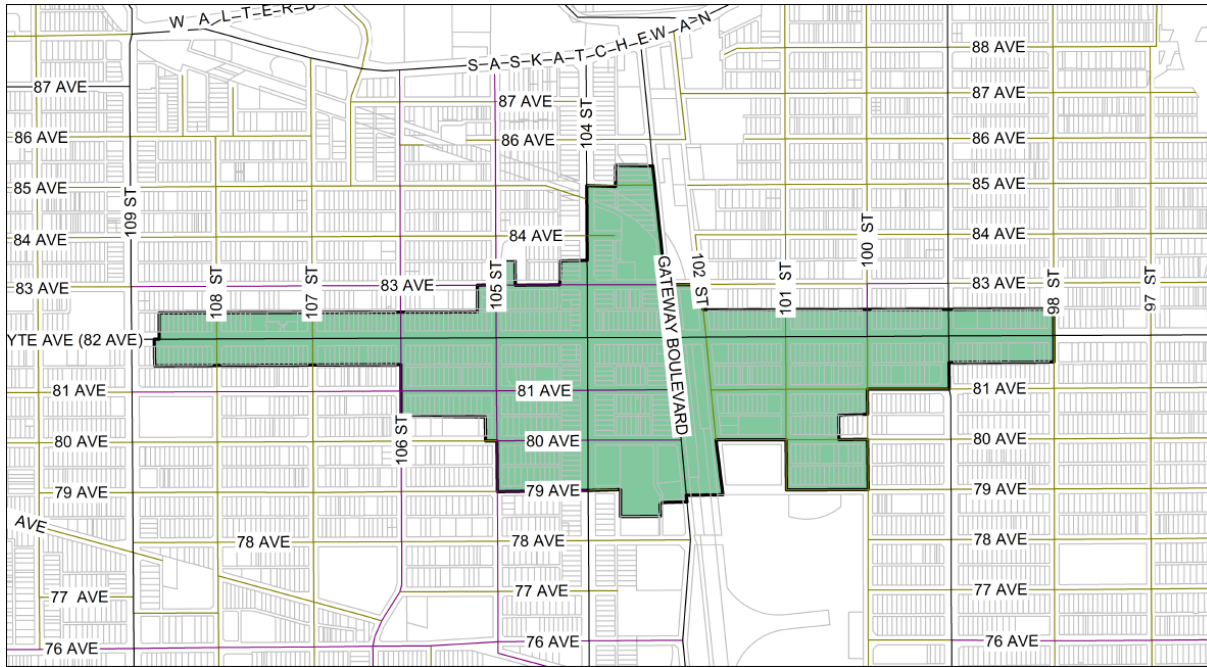 WALTERD
SASKATCHEWAN
88 AVE
87 AVE
87 AVE
87 AVE
104 ST
86 AVE
86 AVE
86 AVE
85 AVE
85 AVE
109 ST
84 AVE
84 AVE
84 AVE
100 ST
83 AVE
83 AVE
83 AVE
105 ST
108 ST
107 ST
GATEWAY BOULEVARD
102 ST
101 ST
98 ST
97 ST
YTE AVE (82 AVE)
81 AVE
81 AVE
81 AVE
106 ST
80 AVE
80 AVE
80 AVE
79 AVE
79 AVE
79 AVE
AVE
78 AVE
78 AVE
78 AVE
77 AVE
77 AVE
77 AVE
76 AVE
76 AVE
76 AVE